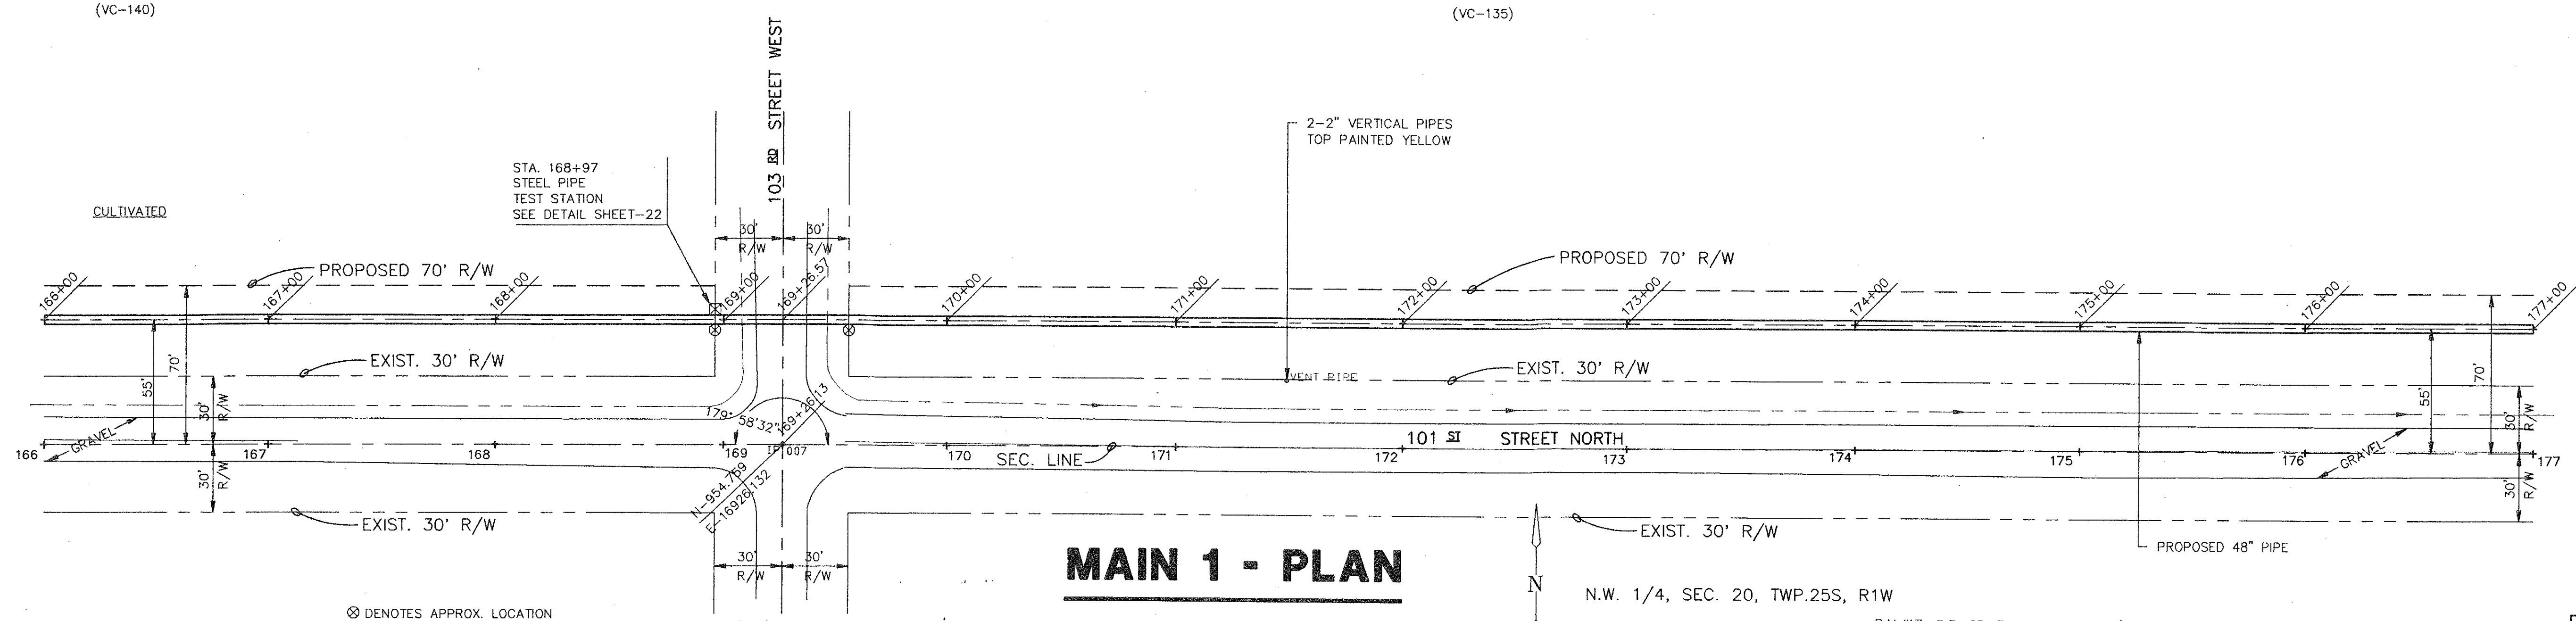 (VC-140)
(VC-135)
103 RD STREET WEST
2-2" VERTICAL PIPES
TOP PAINTED YELLOW
STA. 168+97
STEEL PIPE
TEST STATION
SEE DETAIL SHEET-22
CULTIVATED
30'
R/W
30'
R/W
PROPOSED 70' R/W
PROPOSED 70' R/W
166+00
167+00
168+00
169+00
169+26.57
170+00
171+00
172+00
173+00
174+00
175+00
176+00
177+00
55'
70'
EXIST. 30' R/W
VENT PIPE
EXIST. 30' R/W
70'
55'
30'
R/W
30'
R/W
179° 58'32"
169+26.13
GRAVEL
GRAVEL
101 ST STREET NORTH
SEC. LINE
166
167
168
169
IP 007
170
171
172
173
174
175
176
177
30'
R/W
30'
R/W
N-954.759
E-16926.132
EXIST. 30' R/W
EXIST. 30' R/W
PROPOSED 48" PIPE
30'
R/W
30'
R/W
MAIN 1 - PLAN
N
N.W. 1/4, SEC. 20, TWP.25S, R1W
⊗ DENOTES APPROX. LOCATION